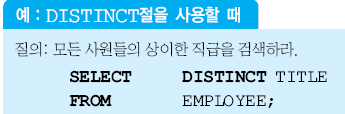 예 : DISTINCT절을 사용할 때
질의: 모든 사원들의 상이한 직급을 검색하라.
SELECT DISTINCT TITLE
FROM EMPLOYEE;